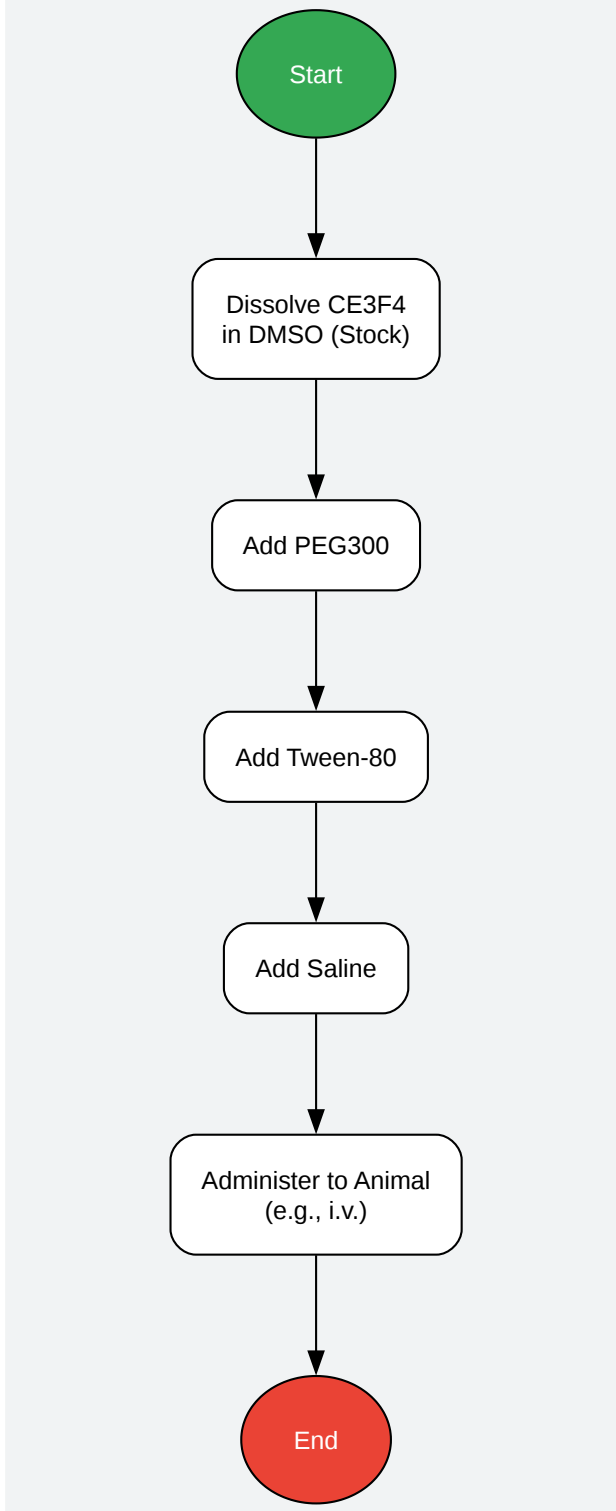 Start
Dissolve CE3F4
in DMSO (Stock)
Add PEG300
Add Tween-80
Add Saline
Administer to Animal
(e.g., i.v.)
End